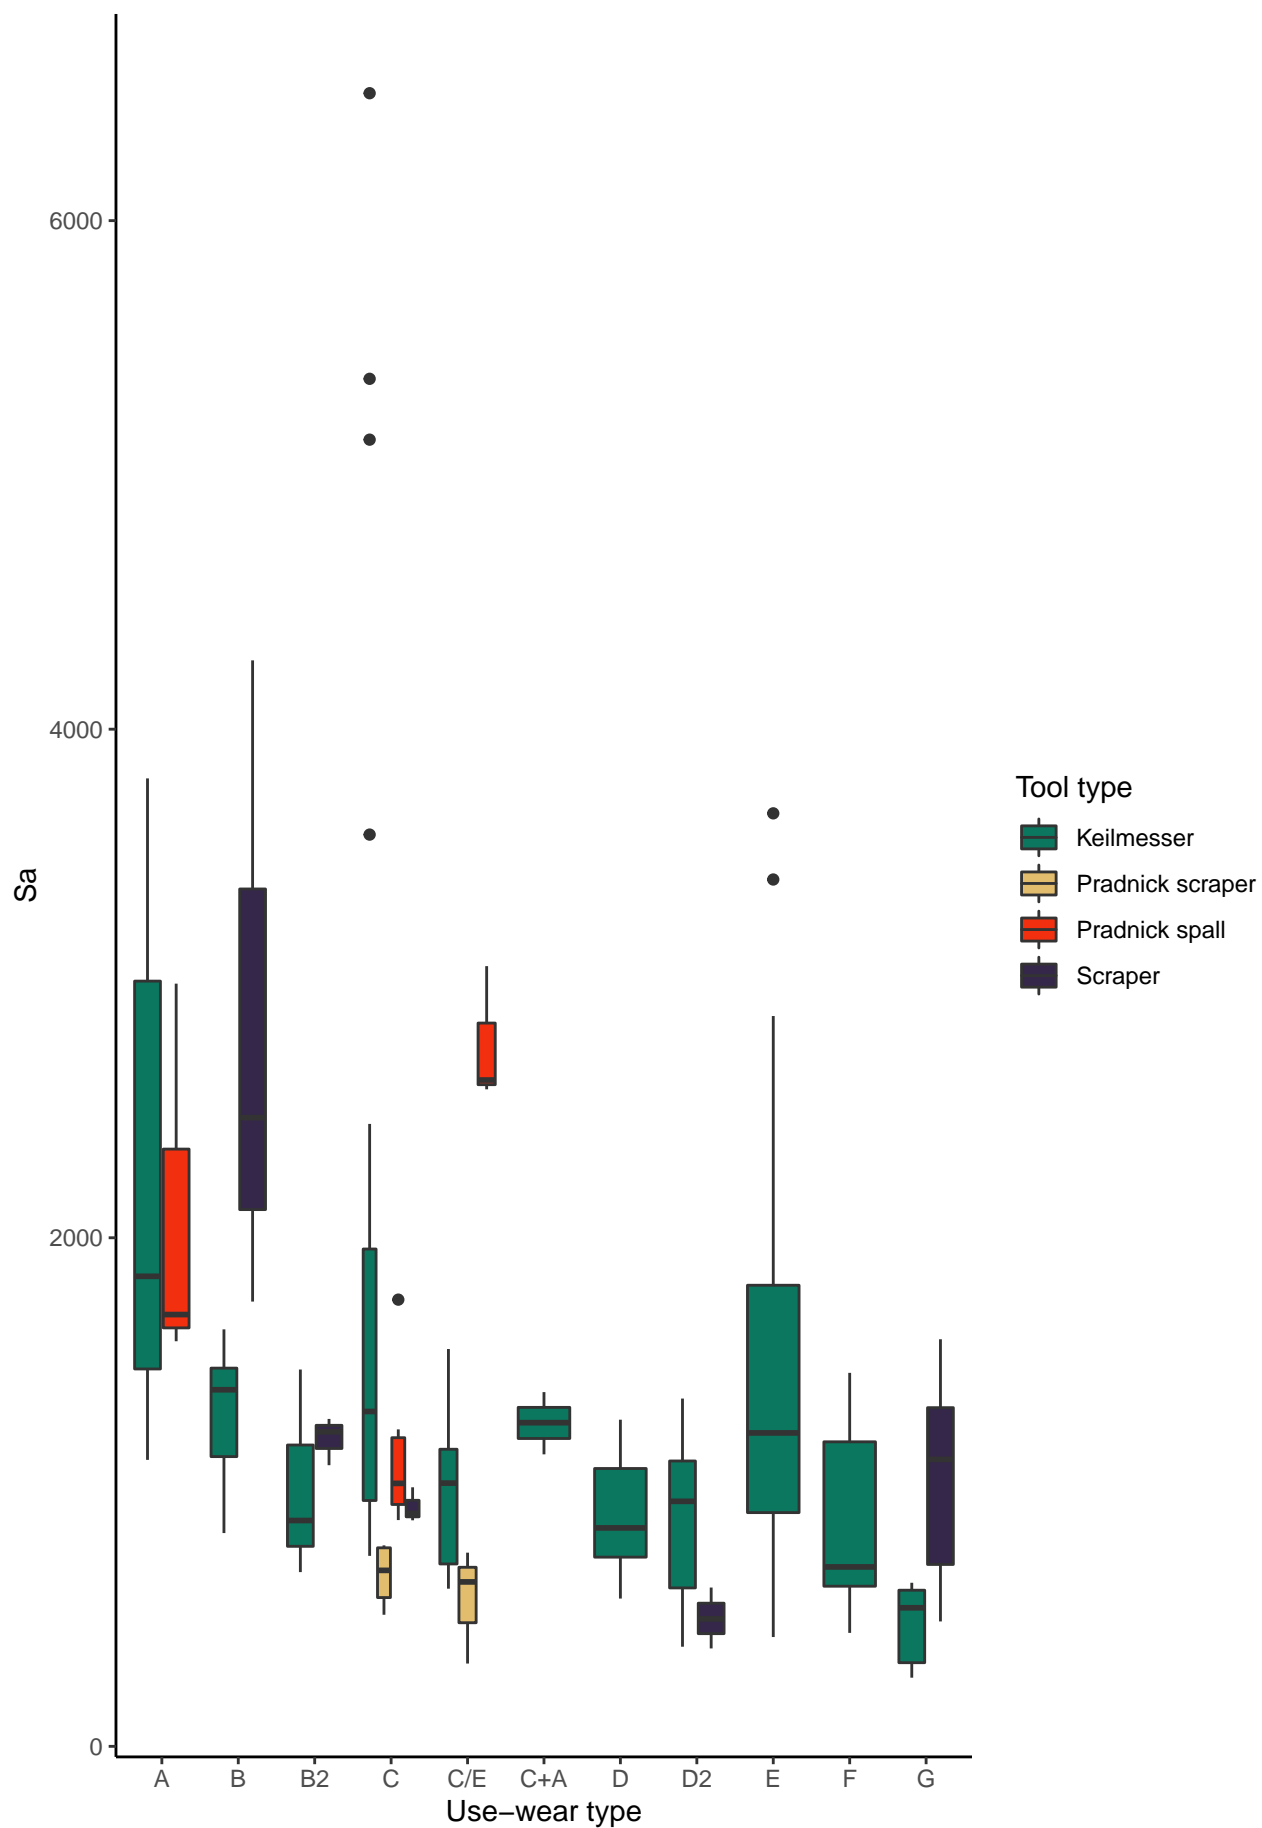 6000
4000
2000
0
Sa
A B B2 C C/E C+A D D2 E F G
Use−wear type
Tool type
Keilmesser
Pradnick scraper
Pradnick spall
Scraper